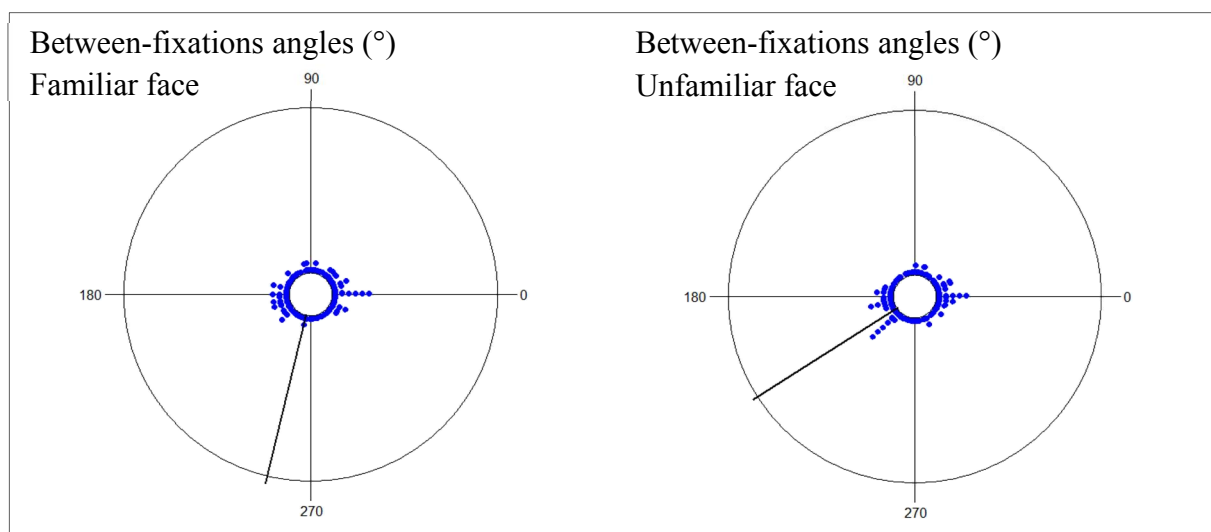 Between-fixations angles (°)
Familiar face
90
180
0
270
Between-fixations angles (°)
Unfamiliar face
90
180
0
270